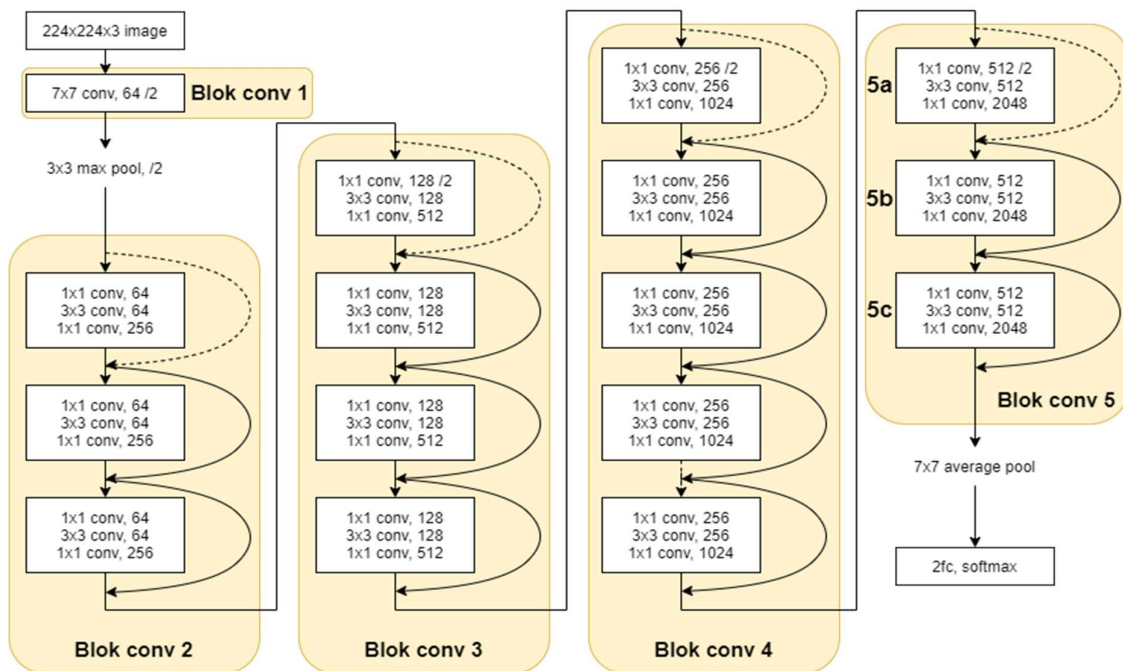 224x224x3 image
7x7 conv, 64 /2
Blok conv 1
3x3 max pool, /2
1x1 conv, 64
3x3 conv, 64
1x1 conv, 256
1x1 conv, 64
3x3 conv, 64
1x1 conv, 256
1x1 conv, 64
3x3 conv, 64
1x1 conv, 256
Blok conv 2
1x1 conv, 128 /2
3x3 conv, 128
1x1 conv, 512
1x1 conv, 128
3x3 conv, 128
1x1 conv, 512
1x1 conv, 128
3x3 conv, 128
1x1 conv, 512
1x1 conv, 128
3x3 conv, 128
1x1 conv, 512
Blok conv 3
1x1 conv, 256 /2
3x3 conv, 256
1x1 conv, 1024
1x1 conv, 256
3x3 conv, 256
1x1 conv, 1024
1x1 conv, 256
3x3 conv, 256
1x1 conv, 1024
1x1 conv, 256
3x3 conv, 256
1x1 conv, 1024
1x1 conv, 256
3x3 conv, 256
1x1 conv, 1024
Blok conv 4
5a
1x1 conv, 512 /2
3x3 conv, 512
1x1 conv, 2048
5b
1x1 conv, 512
3x3 conv, 512
1x1 conv, 2048
5c
1x1 conv, 512
3x3 conv, 512
1x1 conv, 2048
Blok conv 5
7x7 average pool
2fc, softmax